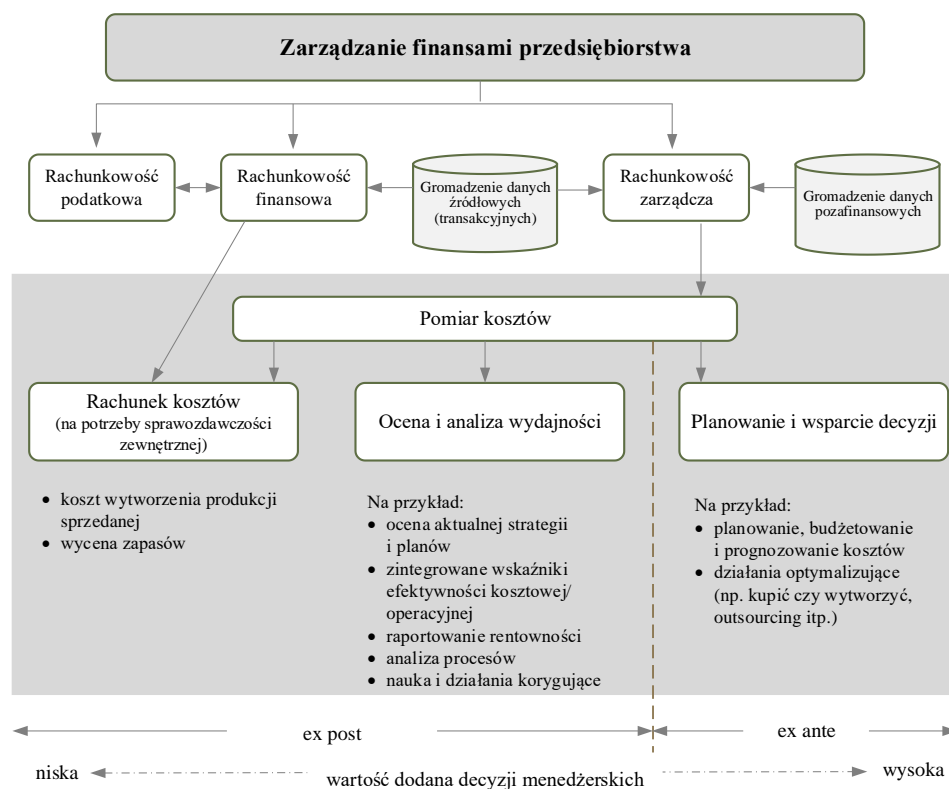 Zarządzanie finansami przedsiębiorstwa
Rachunkowość
podatkowa
Rachunkowość
finansowa
Gromadzenie danych
źródłowych
(transakcyjnych)
Rachunkowość
zarządcza
Gromadzenie danych
pozafinansowych
Pomiar kosztów
Rachunek kosztów
(na potrzeby sprawozdawczości
zewnętrznej)
Ocena i analiza wydajności
Planowanie i wsparcie decyzji
• koszt wytworzenia produkcji
sprzedanej
• wycena zapasów
Na przykład:
• ocena aktualnej strategii
i planów
• zintegrowane wskaźniki
efektywności kosztowej/
operacyjnej
• raportowanie rentowności
• analiza procesów
• nauka i działania korygujące
Na przykład:
• planowanie, budżetowanie
i prognozowanie kosztów
• działania optymalizujące
(np. kupić czy wytworzyć,
outsourcing itp.)
ex post
ex ante
niska
wartość dodana decyzji menedżerskich
wysoka